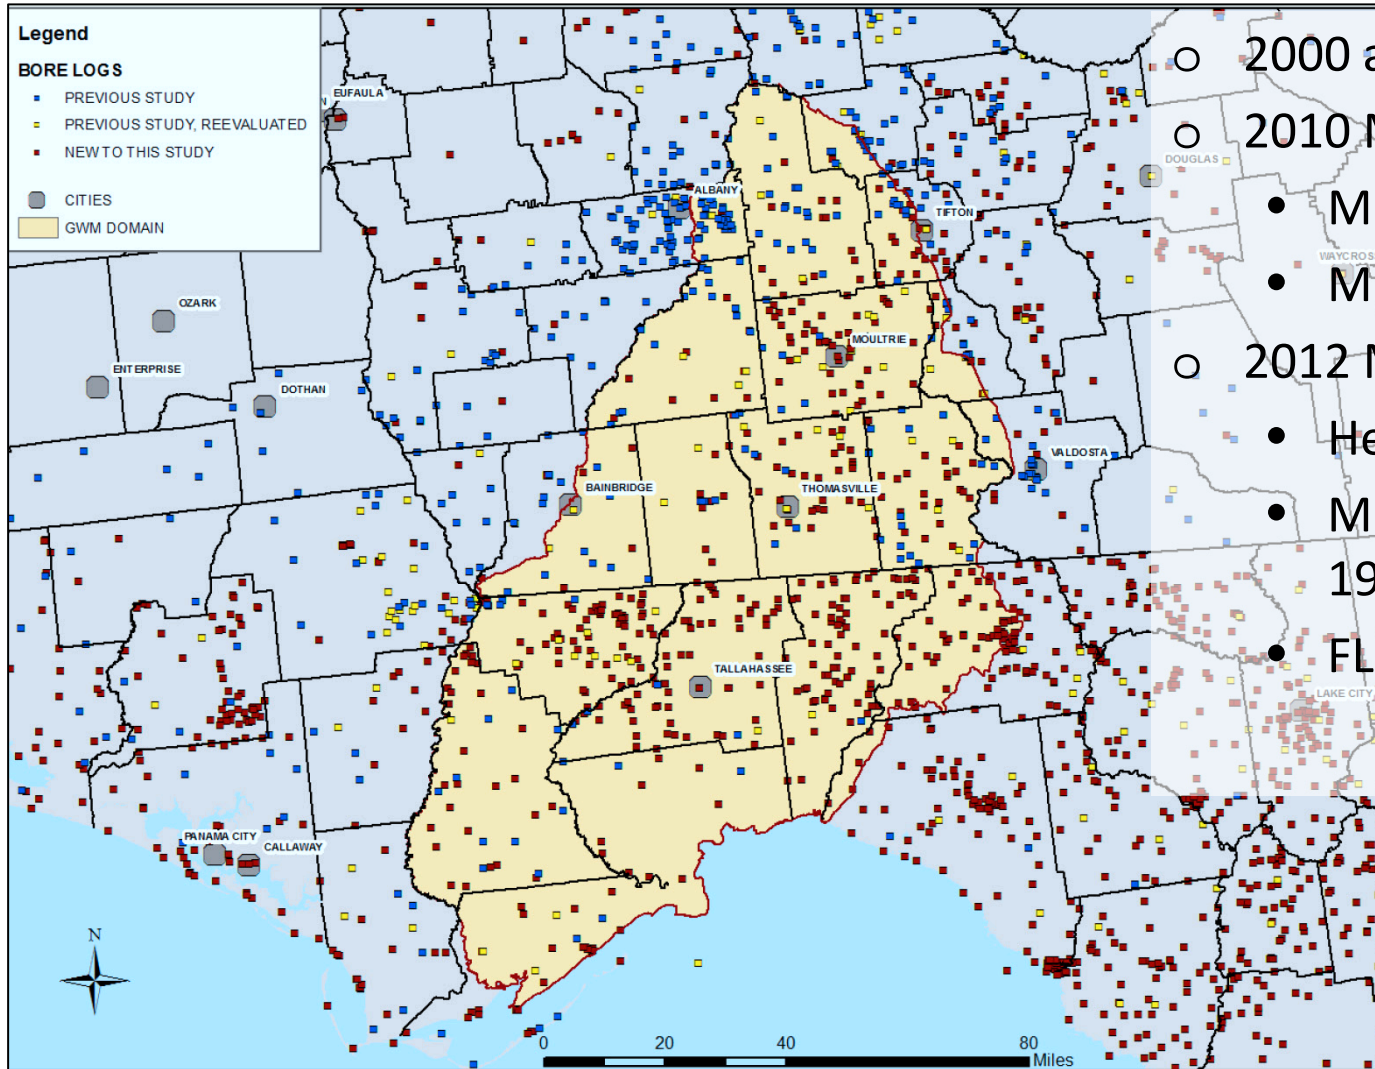 Legend
BORE LOGS
PREVIOUS STUDY
PREVIOUS STUDY, REEVALUATED
NEW TO THIS STUDY
CITIES
GWM DOMAIN
N
EUFAULA
ALBANY
TIFTON
DOUGLAS
WAYCROSS
OZARK
ENTERPRISE
DOTHAN
MOULTRIE
VALDOSTA
BAINBRIDGE
THOMASVILLE
TALLAHASSEE
LAKE CITY
PANAMA CITY
CALLAWAY
N
0 20 40 80
Miles
○ 2000 a
○ 2010 M
• M
• M
○ 2012 M
• He
• M
19
• FL